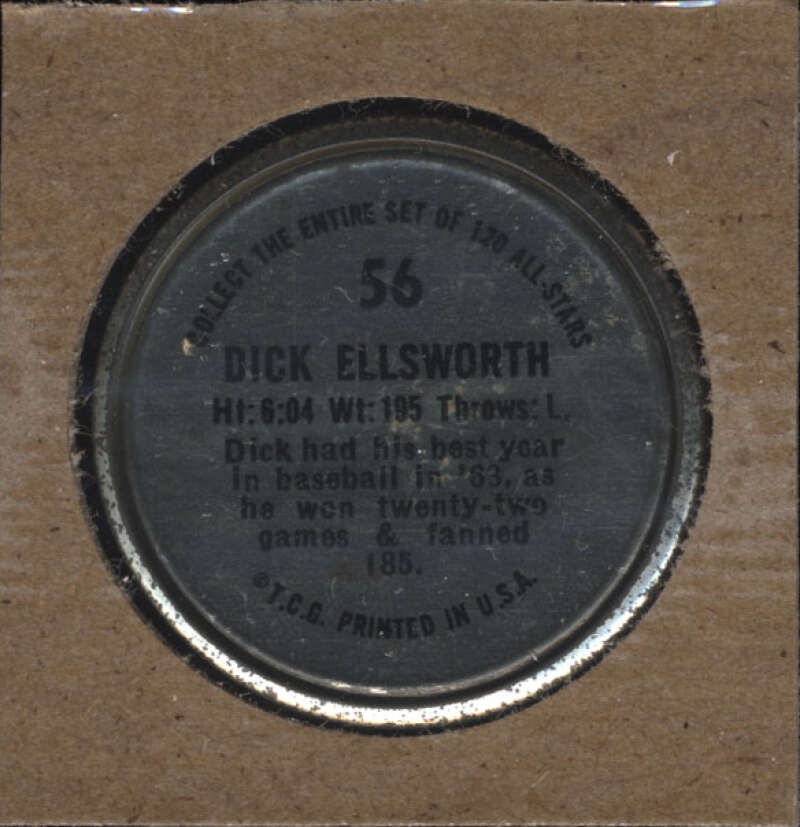 COLLECT THE ENTIRE SET OF 120 ALL-STARS
56
DICK ELLSWORTH
Ht: 6:04 Wt: 195 Throws: L.
Dick had his best year
in baseball in '63, as
he won twenty-two
games & fanned
185.
©T.C.G. PRINTED IN U.S.A.